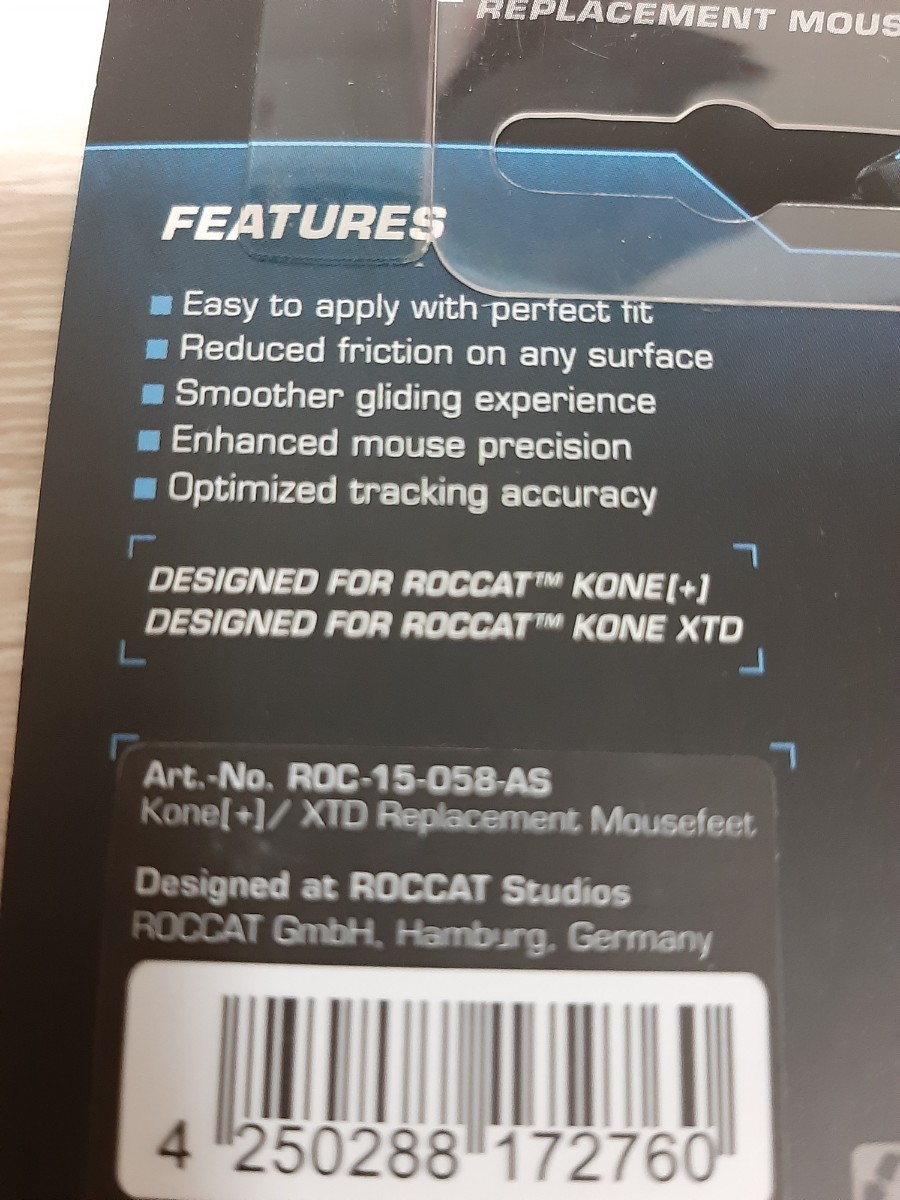 REPLACEMENT MOUS
FEATURES
Easy to apply with perfect fit
Reduced friction on any surface
Smoother gliding experience
Enhanced mouse precision
Optimized tracking accuracy
DESIGNED FOR ROCCAT™ KONE[+]
DESIGNED FOR ROCCAT™ KONE XTD
Art.-No. ROC-15-058-AS
Kone[+]/ XTD Replacement Mousefeet
Designed at ROCCAT Studios
ROCCAT GmbH, Hamburg, Germany
4 250288 172760